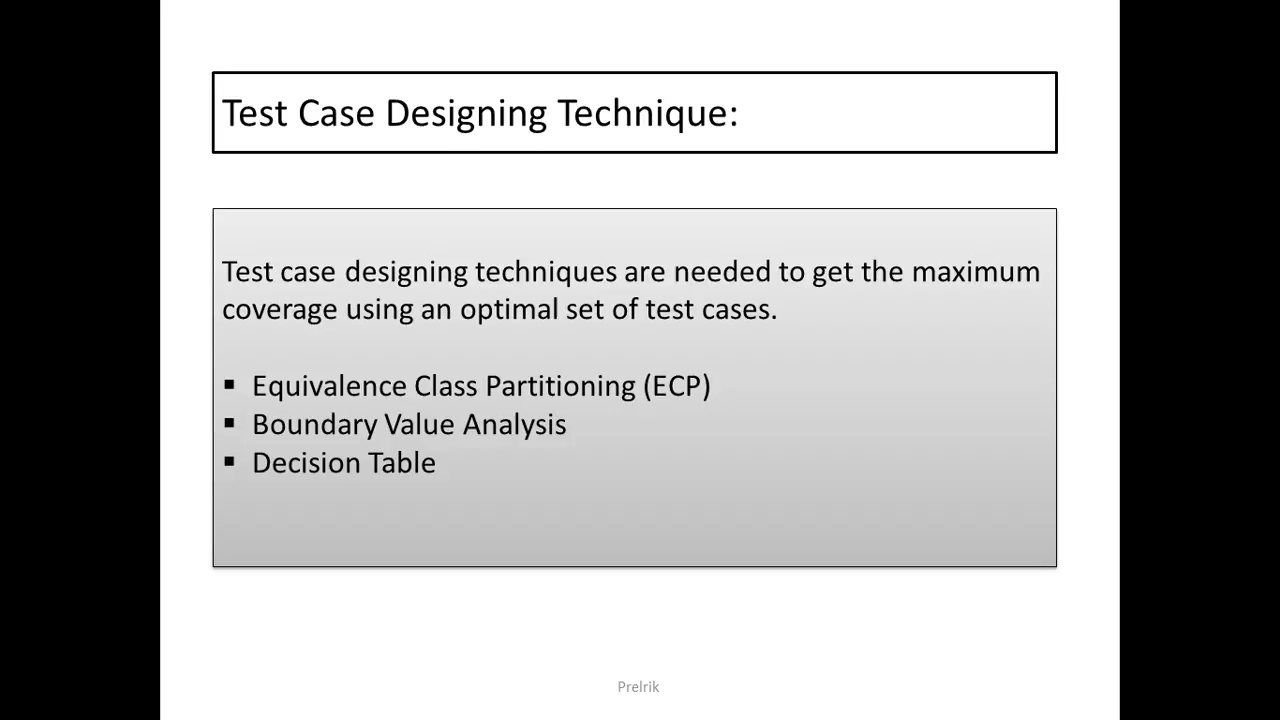 Test Case Designing Technique:
Test case designing techniques are needed to get the maximum
coverage using an optimal set of test cases.
▪ Equivalence Class Partitioning (ECP)
▪ Boundary Value Analysis
▪ Decision Table
Prelrik